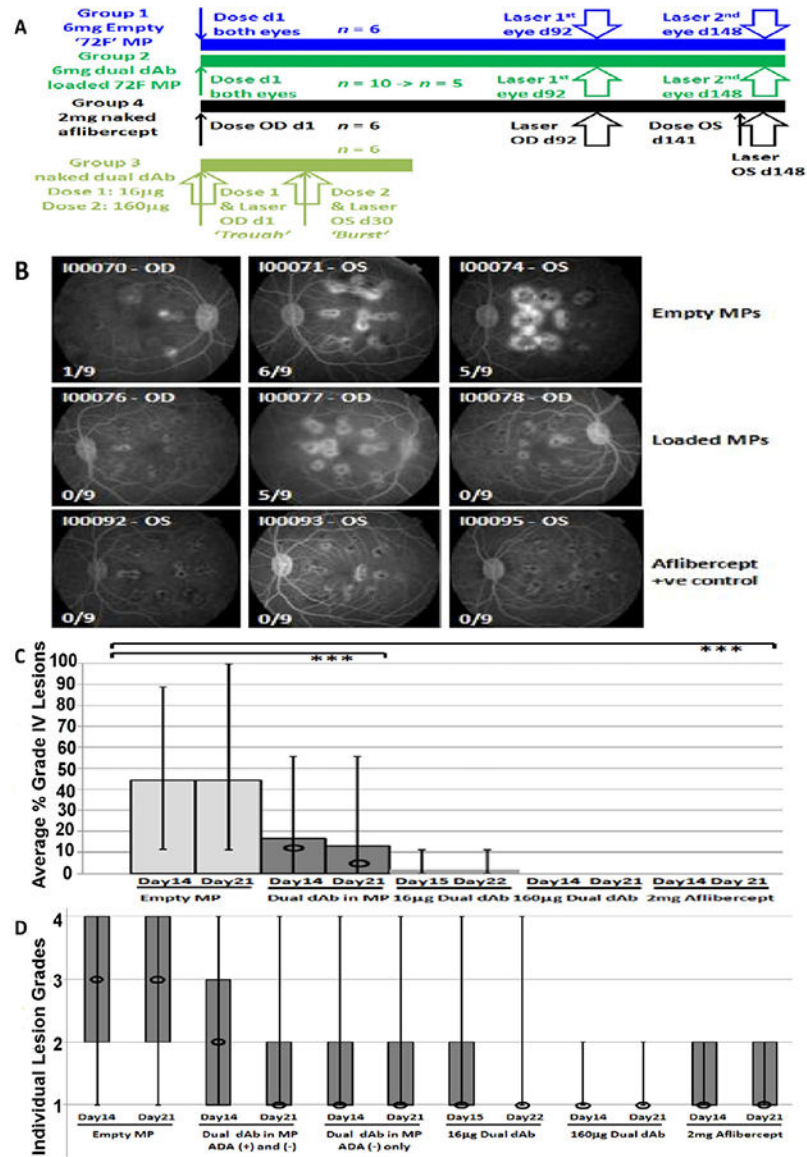 A
Group 1
6mg Empty
'72F' MP
Dose d1
both eyes
n = 6
Laser 1st
eye d92
Laser 2nd
eye d148
Group 2
6mg dual dAb
loaded 72F MP
Dose d1
both eyes
n = 10 -> n = 5
Laser 1st
eye d92
Laser 2nd
eye d148
Group 4
2mg naked
aflibercept
Dose OD d1
n = 6
Laser
OD d92
Dose OS
d141
Laser
OS d148
Group 3
naked dual dAb
Dose 1: 16µg
Dose 2: 160µg
n = 6
Dose 1
& Laser
OD d1
'Trough'
Dose 2
& Laser
OS d30
'Burst'
B
I00070 - OD
1/9
I00071 - OS
6/9
I00074 - OS
5/9
Empty MPs
I00076 - OD
0/9
I00077 - OD
5/9
I00078 - OD
0/9
Loaded MPs
I00092 - OS
0/9
I00093 - OS
0/9
I00095 - OS
0/9
Aflibercept
+ve control
C
Average % Grade IV Lesions
100
90
80
70
60
50
40
30
20
10
0
***
***
Day14 Day21 Day14 Day21 Day15 Day22 Day14 Day21 Day14 Day 21
Empty MP Dual dAb in MP 16µg Dual dAb 160µg Dual dAb 2mg Aflibercept
D
Individual Lesion Grades
4
3
2
1
Day14 Day21 Day14 Day21 Day14 Day21 Day15 Day22 Day14 Day21 Day14 Day21
Empty MP
Dual dAb in MP
ADA (+) and (-)
Dual dAb in MP
ADA (-) only
16µg Dual dAb
160µg Dual dAb
2mg Aflibercept